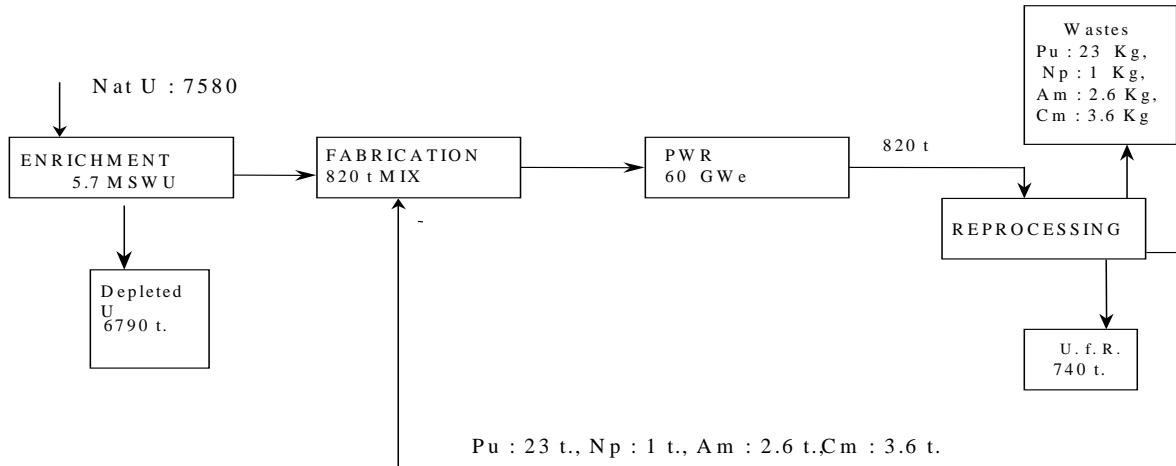 Wastes
Pu : 23 Kg,
Np : 1 Kg,
Am : 2.6 Kg,
Cm : 3.6 Kg
Nat U : 7580
ENRICHMENT
5.7 MSWU
FABRICATION
820 t MIX
PWR
60 GWe
820 t
REPROCESSING
Depleted
U
6790 t.
U. f. R.
740 t.
Pu : 23 t., Np : 1 t., Am : 2.6 t., Cm : 3.6 t.